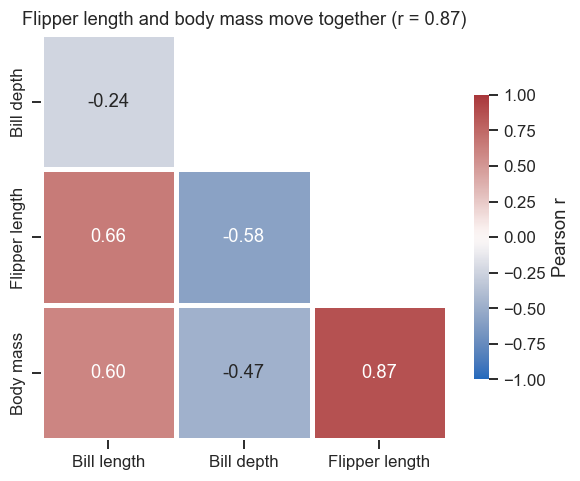 Flipper length and body mass move together (r = 0.87)
Bill depth
-0.24
Flipper length
0.66 -0.58
Body mass
0.60 -0.47 0.87
Bill length Bill depth Flipper length
1.00
0.75
0.50
0.25
0.00
−0.25
−0.50
−0.75
−1.00
Pearson r